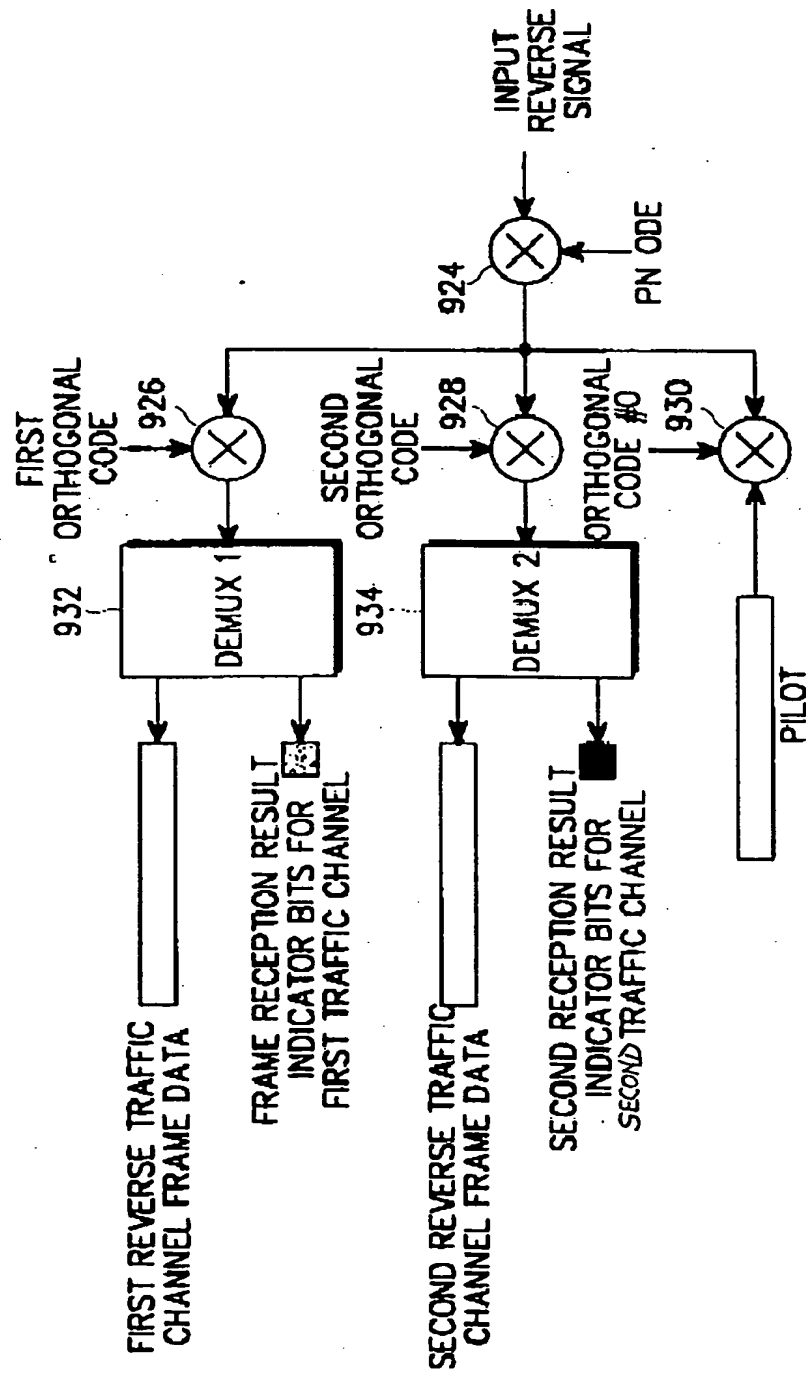 FIRST REVERSE TRAFFIC
CHANNEL FRAME DATA
FRAME RECEPTION RESULT
INDICATOR BITS FOR
FIRST TRAFFIC CHANNEL
932
DEMUX 1
FIRST
ORTHOGONAL
CODE
926
SECOND REVERSE TRAFFIC
CHANNEL FRAME DATA
SECOND RECEPTION RESULT
INDICATOR BITS FOR
SECOND TRAFFIC CHANNEL
934
DEMUX 2
SECOND
ORTHOGONAL
CODE
928
924
INPUT
REVERSE
SIGNAL
PN ODE
ORTHOGONAL
CODE #0
930
PILOT